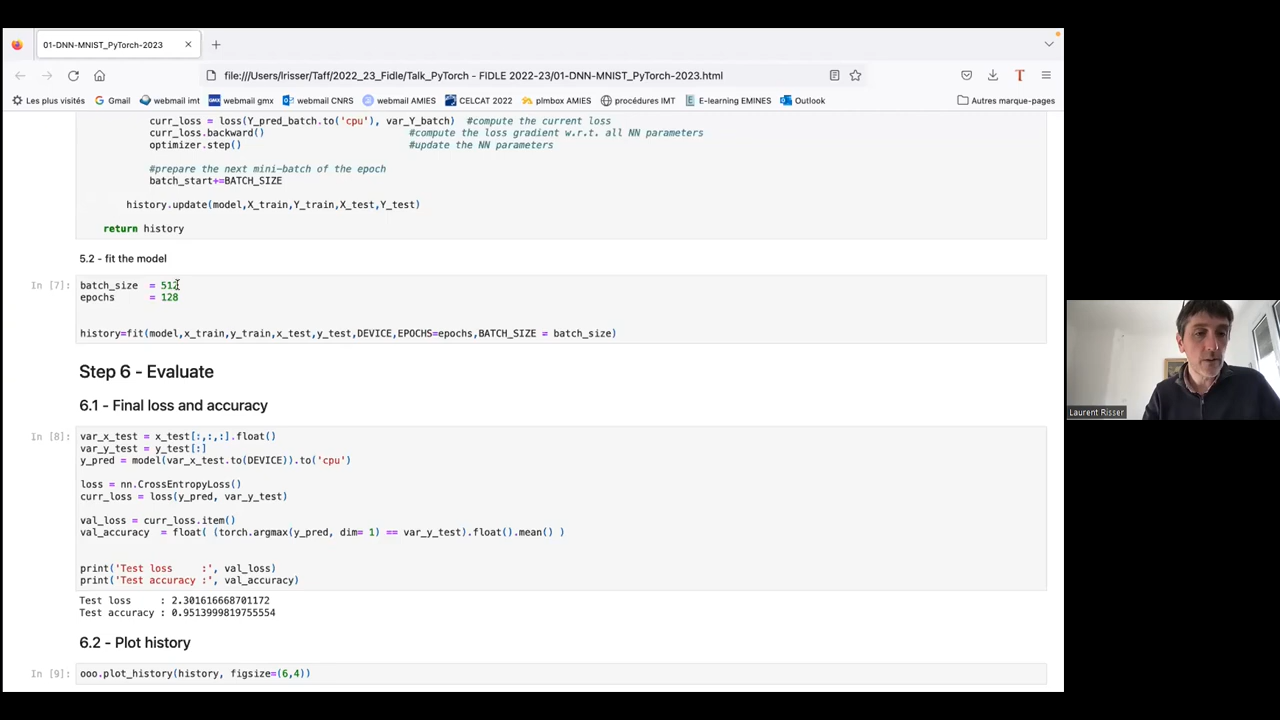 01-DNN-MNIST_PyTorch-2023
file:///Users/lrisser/Taff/2022_23_Fidle/Talk_PyTorch - FIDLE 2022-23/01-DNN-MNIST_PyTorch-2023.html
Les plus visités Gmail webmail imt webmail gmx webmail CNRS webmail AMIES CELCAT 2022 plmbox AMIES procédures IMT E-learning EMINES Outlook Autres marque-pages
curr_loss = loss(Y_pred_batch.to('cpu'), var_Y_batch) #compute the current loss
curr_loss.backward() #compute the loss gradient w.r.t. all NN parameters
optimizer.step() #update the NN parameters
#prepare the next mini-batch of the epoch
batch_start+=BATCH_SIZE
history.update(model,X_train,Y_train,X_test,Y_test)
return history
5.2 - fit the model
In [7]: batch_size = 512
epochs = 128
history=fit(model,x_train,y_train,x_test,y_test,DEVICE,EPOCHS=epochs,BATCH_SIZE = batch_size)
Step 6 - Evaluate
6.1 - Final loss and accuracy
In [8]: var_x_test = x_test[:,:,:].float()
var_y_test = y_test[:]
y_pred = model(var_x_test.to(DEVICE)).to('cpu')
loss = nn.CrossEntropyLoss()
curr_loss = loss(y_pred, var_y_test)
val_loss = curr_loss.item()
val_accuracy = float( (torch.argmax(y_pred, dim= 1) == var_y_test).float().mean() )
print('Test loss :', val_loss)
print('Test accuracy :', val_accuracy)
Test loss : 2.301616668701172
Test accuracy : 0.9513999819755554
6.2 - Plot history
In [9]: ooo.plot_history(history, figsize=(6,4))
Laurent Risser